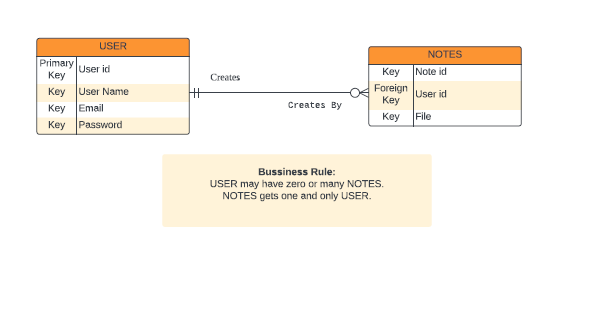 USER
Primary
Key
User id
Key
User Name
Key
Email
Key
Password
Creates
Creates By
NOTES
Key
Note id
Foreign
Key
User id
Key
File
Bussiness Rule:
USER may have zero or many NOTES.
NOTES gets one and only USER.